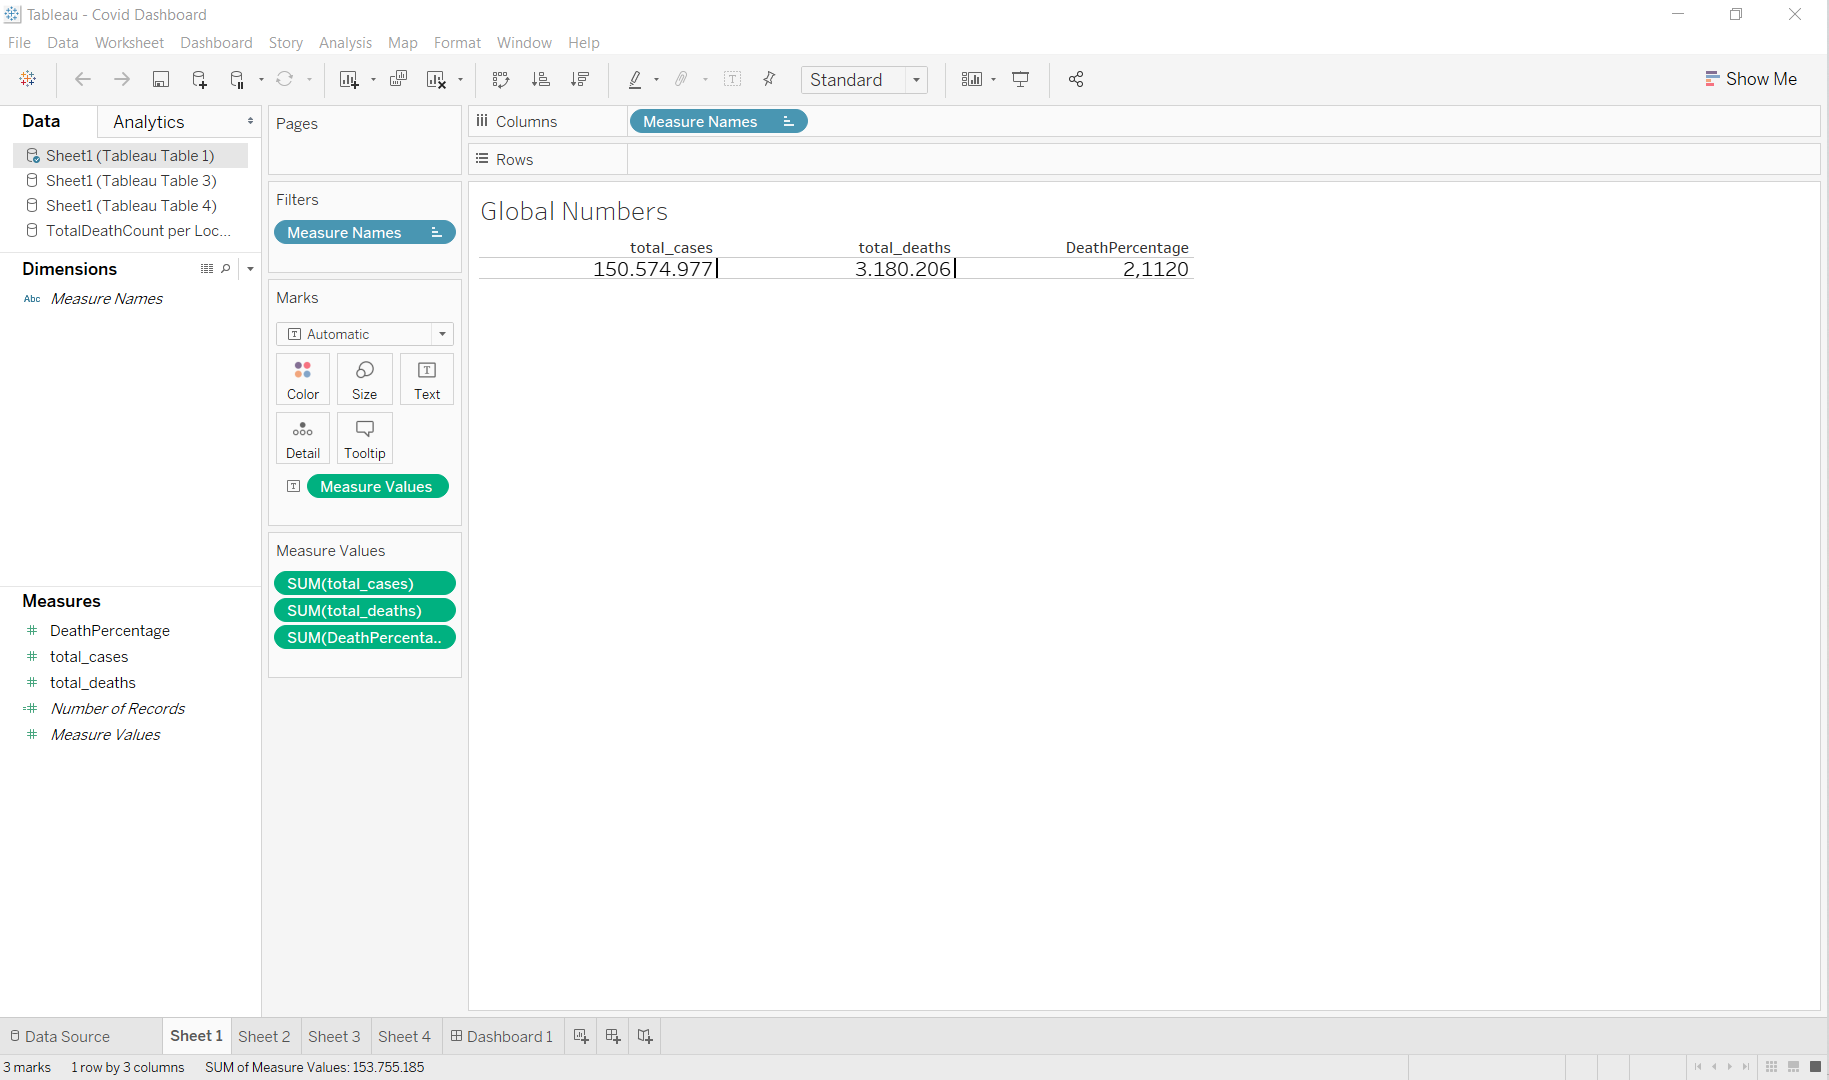 Tableau - Covid Dashboard
File Data Worksheet Dashboard Story Analysis Map Format Window Help
Standard
Show Me
Data Analytics
Sheet1 (Tableau Table 1)
Sheet1 (Tableau Table 3)
Sheet1 (Tableau Table 4)
TotalDeathCount per Loc...
Dimensions
Abc Measure Names
Measures
DeathPercentage
total_cases
total_deaths
Number of Records
Measure Values
Pages
Filters
Measure Names
Marks
T Automatic
Color Size T Text
Detail Tooltip
T Measure Values
Measure Values
SUM(total_cases)
SUM(total_deaths)
SUM(DeathPercenta..
Columns Measure Names
Rows
Global Numbers
total_cases total_deaths DeathPercentage
150.574.977 3.180.206 2,1120
Data Source Sheet 1 Sheet 2 Sheet 3 Sheet 4 Dashboard 1
3 marks 1 row by 3 columns SUM of Measure Values: 153.755.185